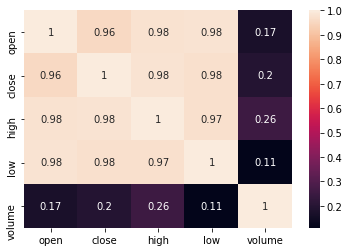 open 1 0.96 0.98 0.98 0.17
close 0.96 1 0.98 0.98 0.2
high 0.98 0.98 1 0.97 0.26
low 0.98 0.98 0.97 1 0.11
volume 0.17 0.2 0.26 0.11 1
open close high low volume
1.0
0.9
0.8
0.7
0.6
0.5
0.4
0.3
0.2